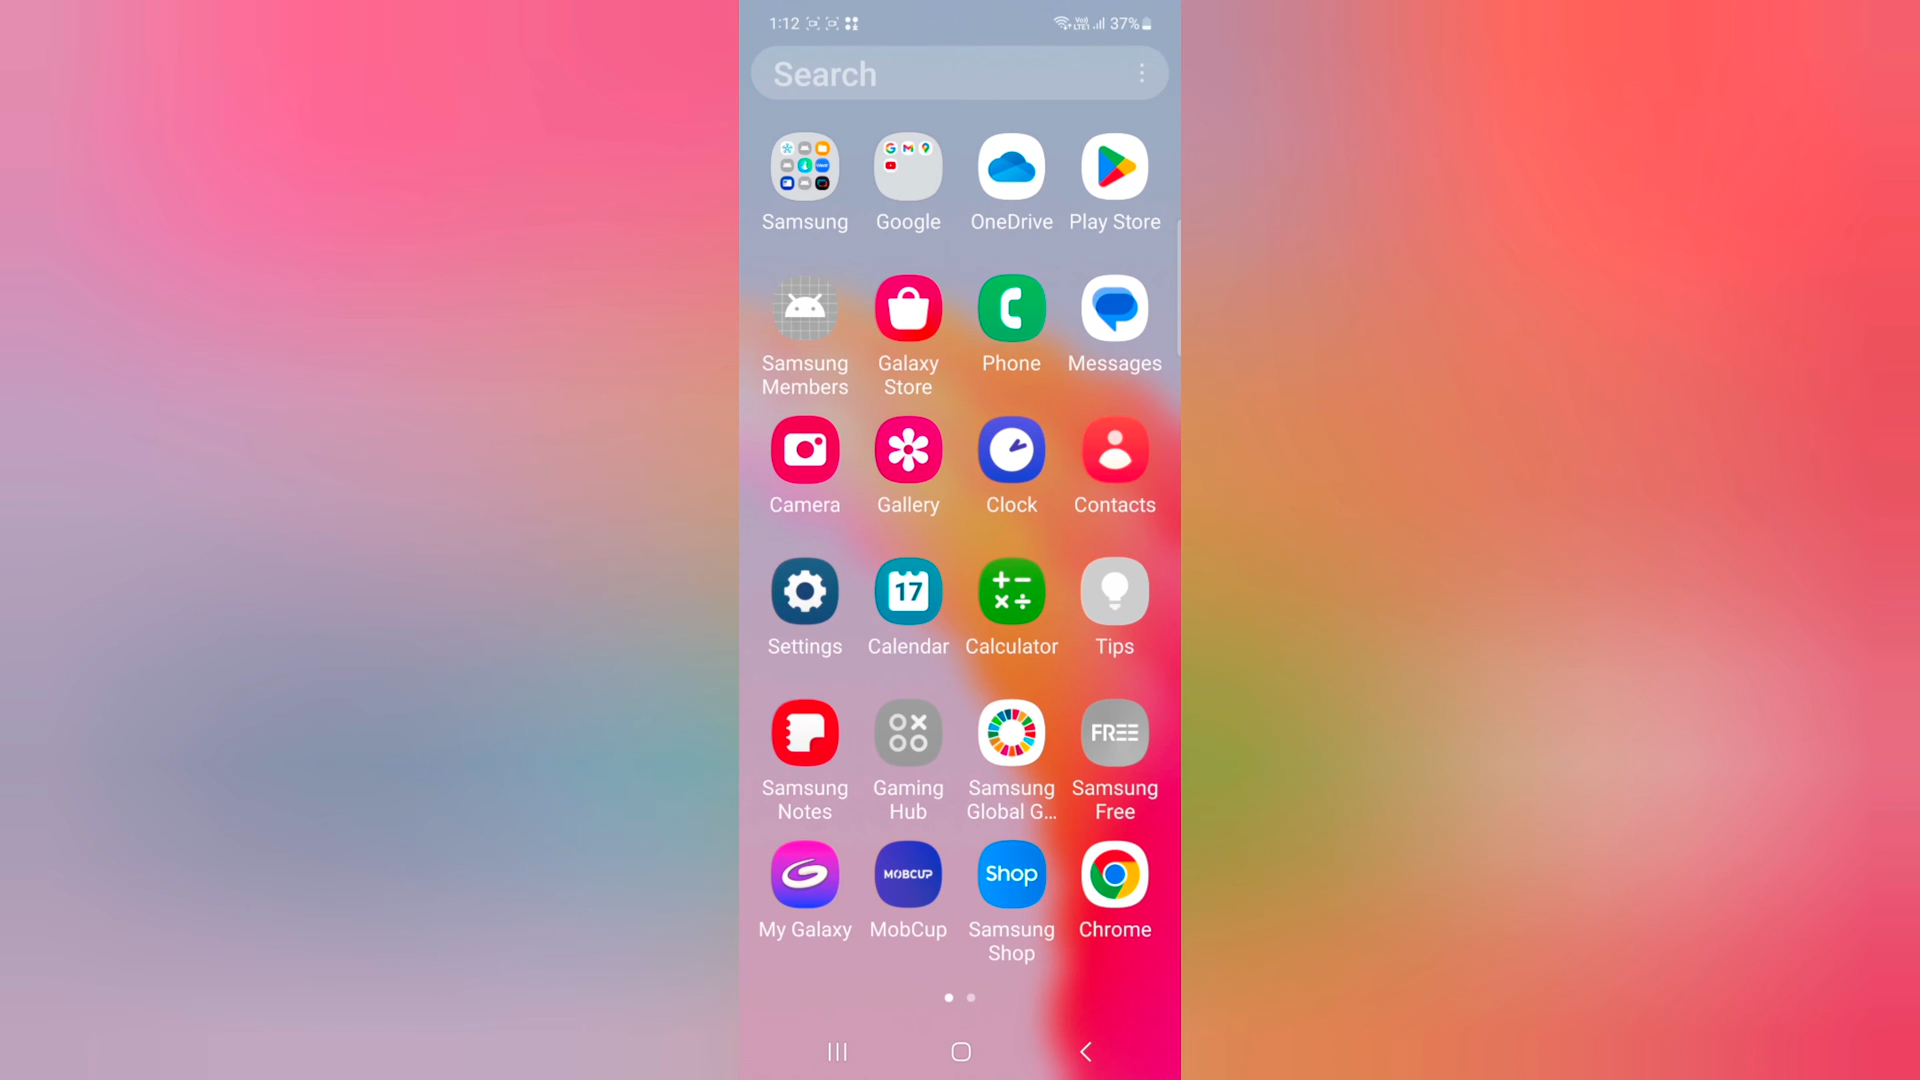 1:12
Vo)) LTE1 37%
Search
Samsung Google OneDrive Play Store
Samsung Members
Galaxy Store
Phone Messages
Camera Gallery Clock Contacts
17
Settings Calendar Calculator Tips
FREE
Samsung Notes
Gaming Hub
Samsung Global G...
Samsung Free
MOBCUP Shop
My Galaxy MobCup
Samsung Shop
Chrome